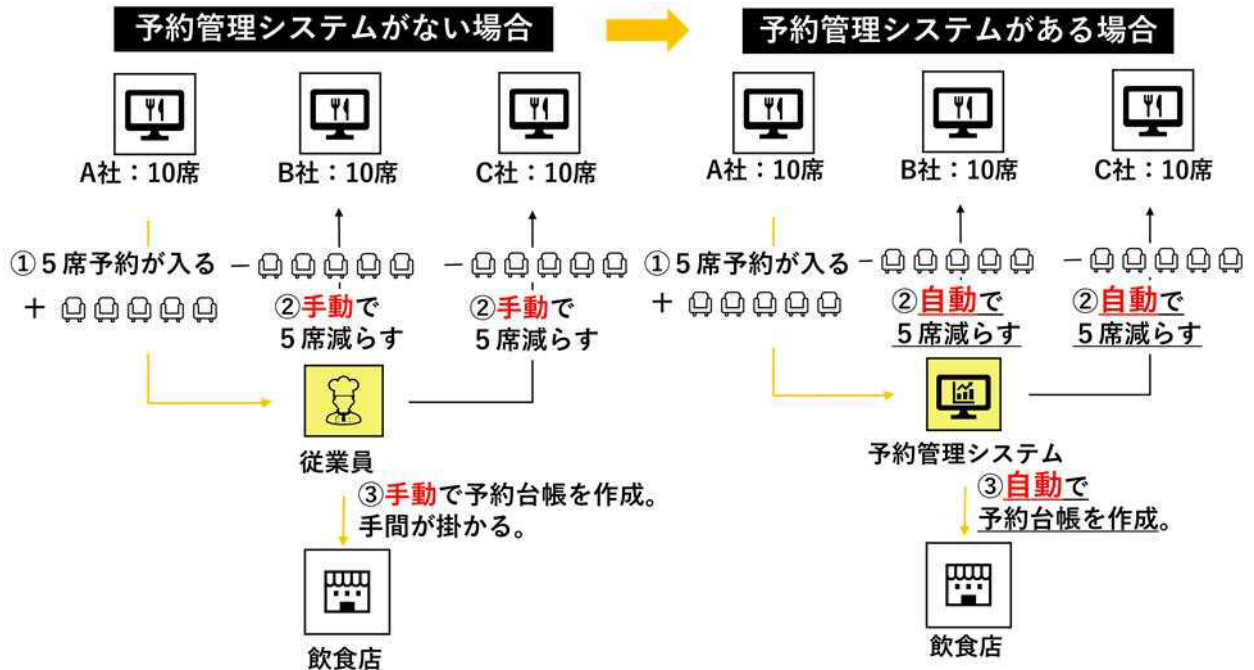 予約管理システムがない場合
A社：10席
B社：10席
C社：10席
①５席予約が入る
＋
－
②手動で
５席減らす
－
②手動で
５席減らす
従業員
③手動で予約台帳を作成。
手間が掛かる。
飲食店
予約管理システムがある場合
A社：10席
B社：10席
C社：10席
①５席予約が入る
＋
－
②自動で
５席減らす
－
②自動で
５席減らす
予約管理システム
③自動で
予約台帳を作成。
飲食店